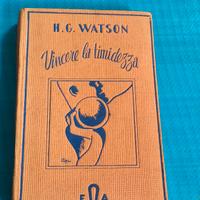 H.G. WATSON
Vincere la timidezza
E A